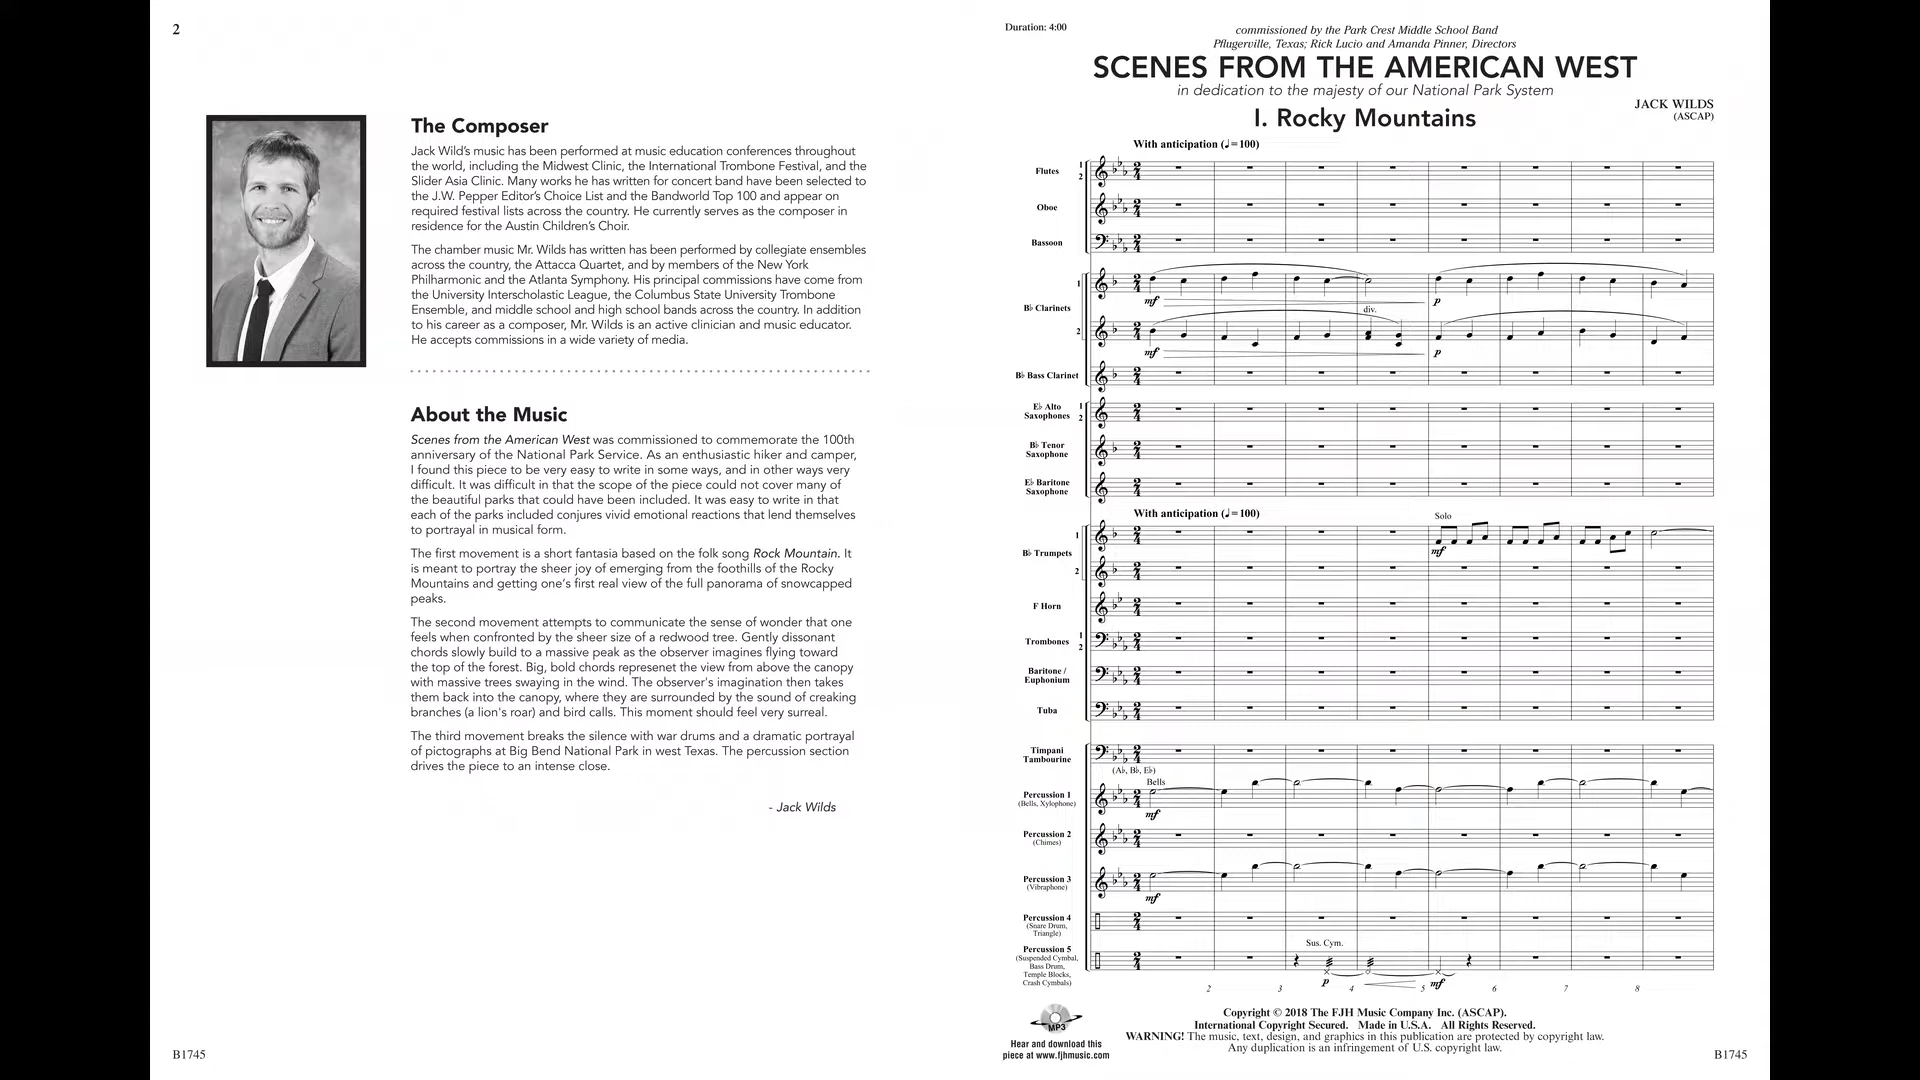 2
The Composer
Jack Wild's music has been performed at music education conferences throughout
the world, including the Midwest Clinic, the International Trombone Festival, and the
Slider Asia Clinic. Many works he has written for concert band have been selected to
the J.W. Pepper Editor's Choice List and the Bandworld Top 100 and appear on
required festival lists across the country. He currently serves as the composer in
residence for the Austin Children's Choir.
The chamber music Mr. Wilds has written has been performed by collegiate ensembles
across the country, the Attacca Quartet, and by members of the New York
Philharmonic and the Atlanta Symphony. His principal commissions have come from
the University Interscholastic League, the Columbus State University Trombone
Ensemble, and middle school and high school bands across the country. In addition
to his career as a composer, Mr. Wilds is an active clinician and music educator.
He accepts commissions in a wide variety of media.
About the Music
Scenes from the American West was commissioned to commemorate the 100th
anniversary of the National Park Service. As an enthusiastic hiker and camper,
I found this piece to be very easy to write in some ways, and in other ways very
difficult. It was difficult in that the scope of the piece could not cover many of
the beautiful parks that could have been included. It was easy to write in that
each of the parks included conjures vivid emotional reactions that lend themselves
to portrayal in musical form.
The first movement is a short fantasia based on the folk song Rock Mountain. It
is meant to portray the sheer joy of emerging from the foothills of the Rocky
Mountains and getting one's first real view of the full panorama of snowcapped
peaks.
The second movement attempts to communicate the sense of wonder that one
feels when confronted by the sheer size of a redwood tree. Gently dissonant
chords slowly build to a massive peak as the observer imagines flying toward
the top of the forest. Big, bold chords represenet the view from above the canopy
with massive trees swaying in the wind. The observer's imagination then takes
them back into the canopy, where they are surrounded by the sound of creaking
branches (a lion's roar) and bird calls. This moment should feel very surreal.
The third movement breaks the silence with war drums and a dramatic portrayal
of pictographs at Big Bend National Park in west Texas. The percussion section
drives the piece to an intense close.
- Jack Wilds
B1745
Duration: 4:00
commissioned by the Park Crest Middle School Band
Pflugerville, Texas; Rick Lucio and Amanda Pinner, Directors
SCENES FROM THE AMERICAN WEST
in dedication to the majesty of our National Park System
JACK WILDS
(ASCAP)
I. Rocky Mountains
With anticipation (♩=100)
Flutes 1 2
Oboe
Bassoon
B♭ Clarinets 1
mf p
div.
2
mf p
B♭ Bass Clarinet
E♭ Alto
Saxophones 1 2
B♭ Tenor
Saxophone
E♭ Baritone
Saxophone
With anticipation (♩=100)
Solo
B♭ Trumpets 1
mf
2
F Horn
Trombones 1 2
Baritone /
Euphonium
Tuba
Timpani
Tambourine
(A♭, B♭, E♭)
Bells
Percussion 1
(Bells, Xylophone)
mf
Percussion 2
(Chimes)
Percussion 3
(Vibraphone)
mf
Percussion 4
(Snare Drum,
Triangle)
Sus. Cym.
Percussion 5
(Suspended Cymbal,
Bass Drum,
Temple Blocks,
Crash Cymbals)
p mf
2 3 4 5 6 7 8
MP3
Hear and download this
piece at www.fjhmusic.com
Copyright © 2018 The FJH Music Company Inc. (ASCAP).
International Copyright Secured. Made in U.S.A. All Rights Reserved.
WARNING! The music, text, design, and graphics in this publication are protected by copyright law.
Any duplication is an infringement of U.S. copyright law.
B1745